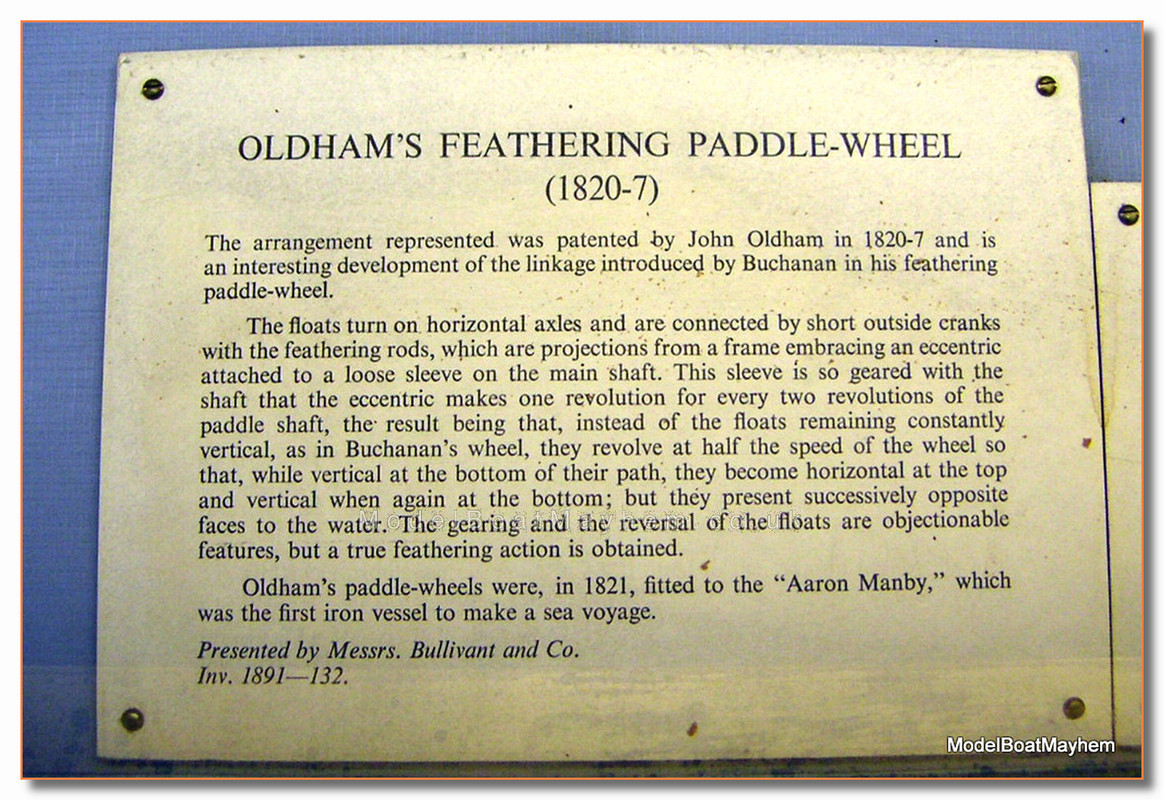 OLDHAM'S FEATHERING PADDLE-WHEEL
(1820-7)
The arrangement represented was patented by John Oldham in 1820-7 and is
an interesting development of the linkage introduced by Buchanan in his feathering
paddle-wheel.
The floats turn on horizontal axles and are connected by short outside cranks
with the feathering rods, which are projections from a frame embracing an eccentric
attached to a loose sleeve on the main shaft. This sleeve is so geared with the
shaft that the eccentric makes one revolution for every two revolutions of the
paddle shaft, the result being that, instead of the floats remaining constantly
vertical, as in Buchanan's wheel, they revolve at half the speed of the wheel so
that, while vertical at the bottom of their path, they become horizontal at the top
and vertical when again at the bottom; but they present successively opposite
faces to the water. The gearing and the reversal of the floats are objectionable
features, but a true feathering action is obtained.
Oldham's paddle-wheels were, in 1821, fitted to the "Aaron Manby," which
was the first iron vessel to make a sea voyage.
Presented by Messrs. Bullivant and Co.
Inv. 1891—132.
ModelBoatMayhem.co.uk
ModelBoatMayhem